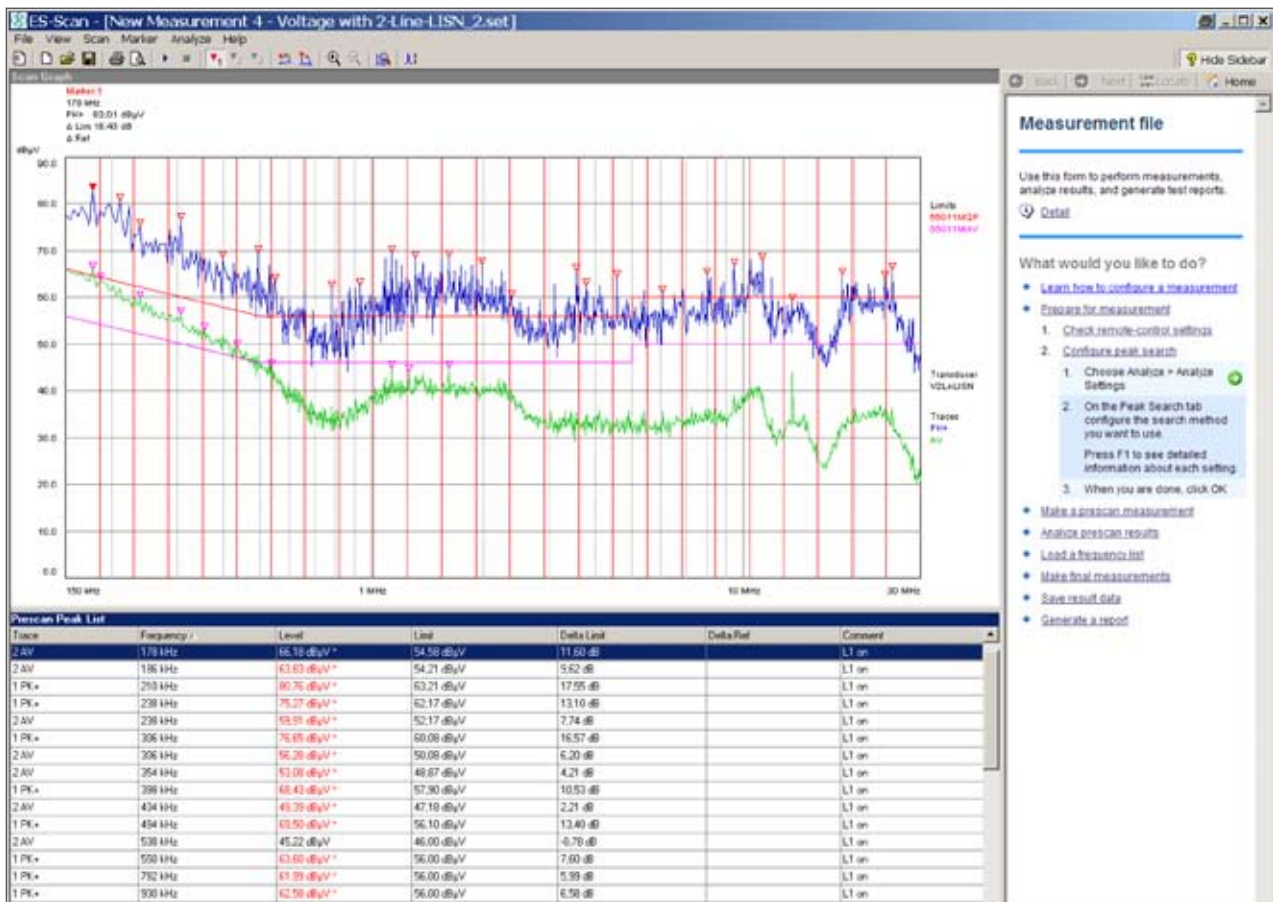 ES-Scan - [New Measurement 4 - Voltage with 2-Line-LISN_2.set]
File View Scan Marker Analyze Help
Hide Sidebar
Scan Graph
Back Next Locate Home
Marker 1
178 kHz
PK+ 83.01 dBµV
Δ Lim 18.43 dB
Δ Ref
dBµV
90.0
80.0
70.0
60.0
50.0
40.0
30.0
20.0
10.0
0.0
150 kHz 1 MHz 10 MHz 30 MHz
Limits
55011MQP
55011MAV
Transducer
VDLALISN
Traces
PK+
AV
Measurement file
Use this form to perform measurements,
analyze results, and generate test reports.
Detail
What would you like to do?
Learn how to configure a measurement
Prepare for measurement
1. Check remote-control settings
2. Configure peak search
1. Choose Analyze > Analyze
Settings
2. On the Peak Search tab
configure the search method
you want to use.
Press F1 to see detailed
information about each setting.
3. When you are done, click OK
Make a prescan measurement
Analyze prescan results
Load a frequency list
Make final measurements
Save result data
Generate a report
Prescan Peak List
Trace Frequency / Level Limit Delta Limit Delta Ref Comment
2 AV 178 kHz 66.18 dBµV * 54.58 dBµV 11.60 dB L1 on
2 AV 186 kHz 63.83 dBµV * 54.21 dBµV 9.62 dB L1 on
1 PK+ 210 kHz 80.76 dBµV * 63.21 dBµV 17.55 dB L1 on
1 PK+ 238 kHz 75.27 dBµV * 62.17 dBµV 13.10 dB L1 on
2 AV 238 kHz 59.91 dBµV * 52.17 dBµV 7.74 dB L1 on
1 PK+ 306 kHz 76.65 dBµV * 60.08 dBµV 16.57 dB L1 on
2 AV 306 kHz 56.28 dBµV * 50.08 dBµV 6.20 dB L1 on
2 AV 354 kHz 53.08 dBµV * 48.87 dBµV 4.21 dB L1 on
1 PK+ 398 kHz 68.43 dBµV * 57.90 dBµV 10.53 dB L1 on
2 AV 434 kHz 49.39 dBµV * 47.18 dBµV 2.21 dB L1 on
1 PK+ 494 kHz 69.50 dBµV * 56.10 dBµV 13.40 dB L1 on
2 AV 538 kHz 45.22 dBµV 46.00 dBµV -0.78 dB L1 on
1 PK+ 550 kHz 63.60 dBµV * 56.00 dBµV 7.60 dB L1 on
1 PK+ 792 kHz 61.99 dBµV * 56.00 dBµV 5.99 dB L1 on
1 PK+ 930 kHz 62.58 dBµV * 56.00 dBµV 6.58 dB L1 on